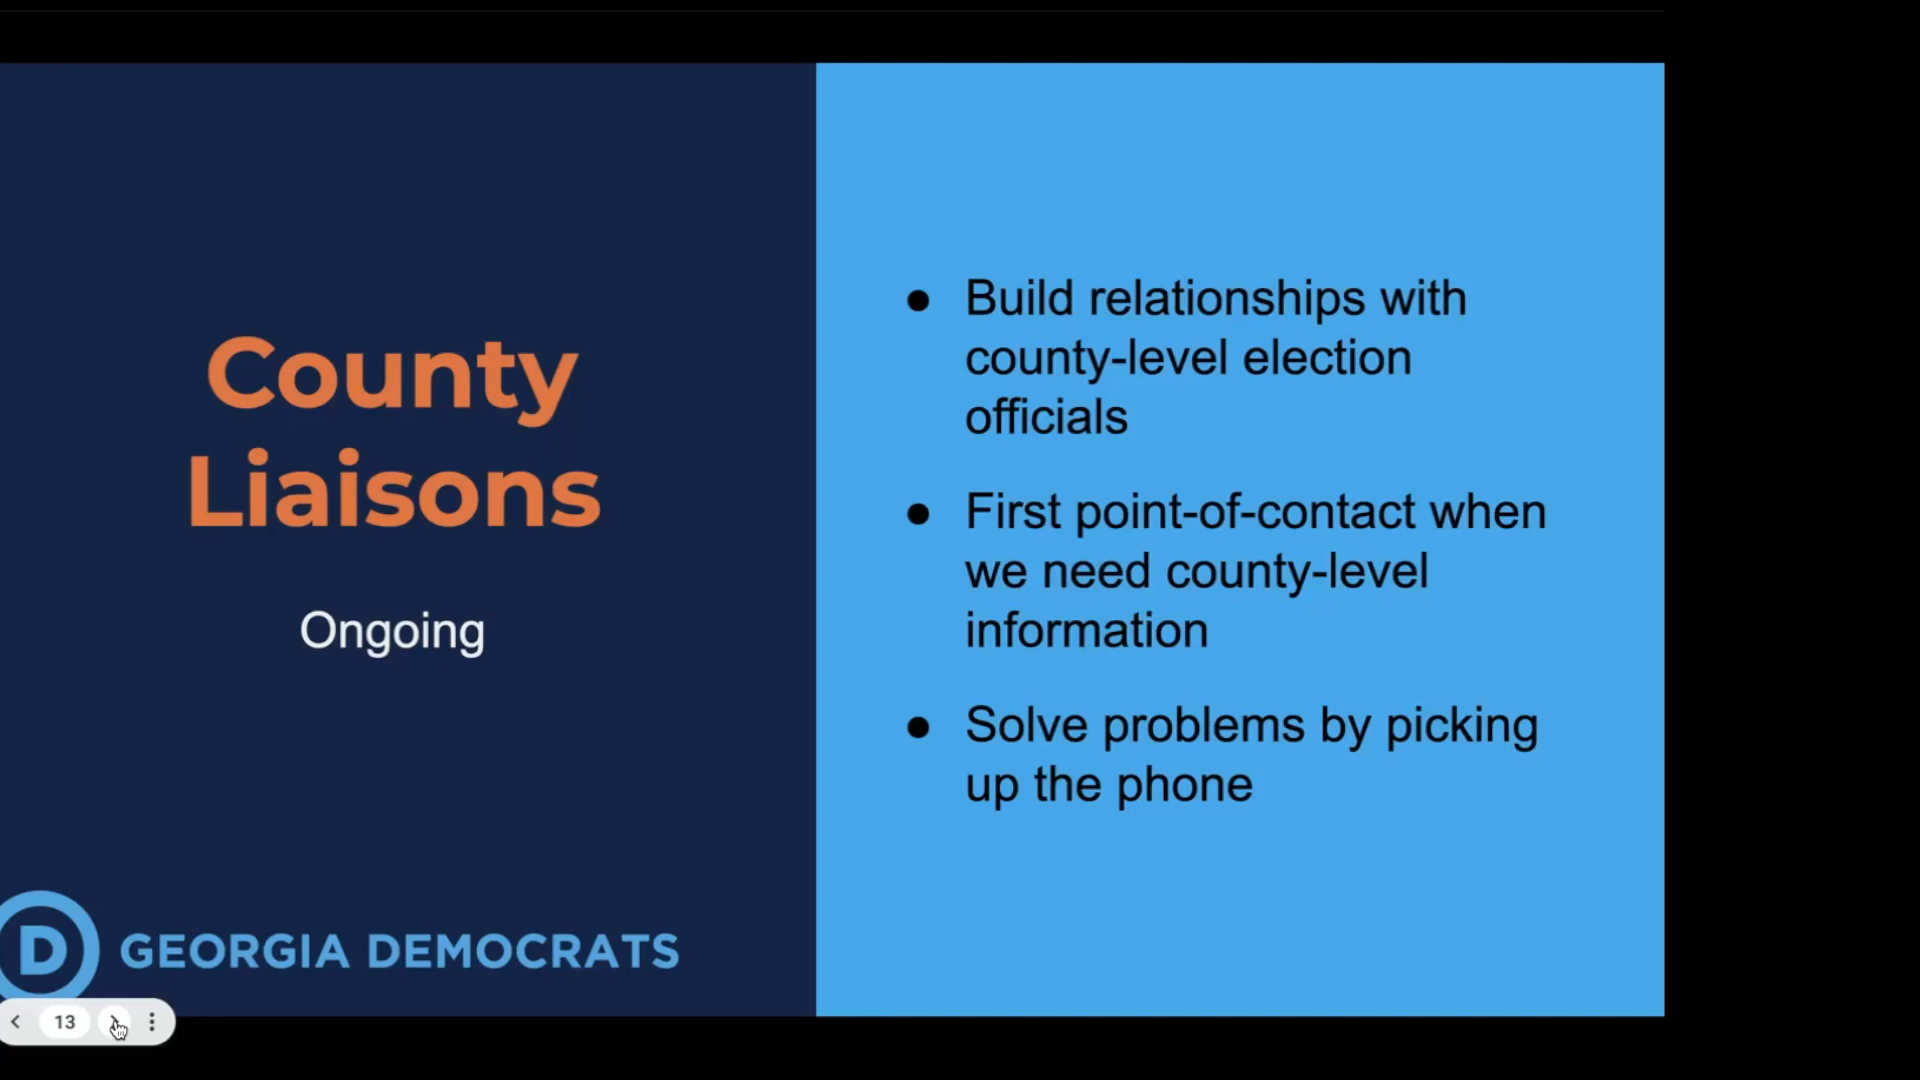 County
Liaisons
Ongoing
D GEORGIA DEMOCRATS
● Build relationships with
county-level election
officials
● First point-of-contact when
we need county-level
information
● Solve problems by picking
up the phone
13